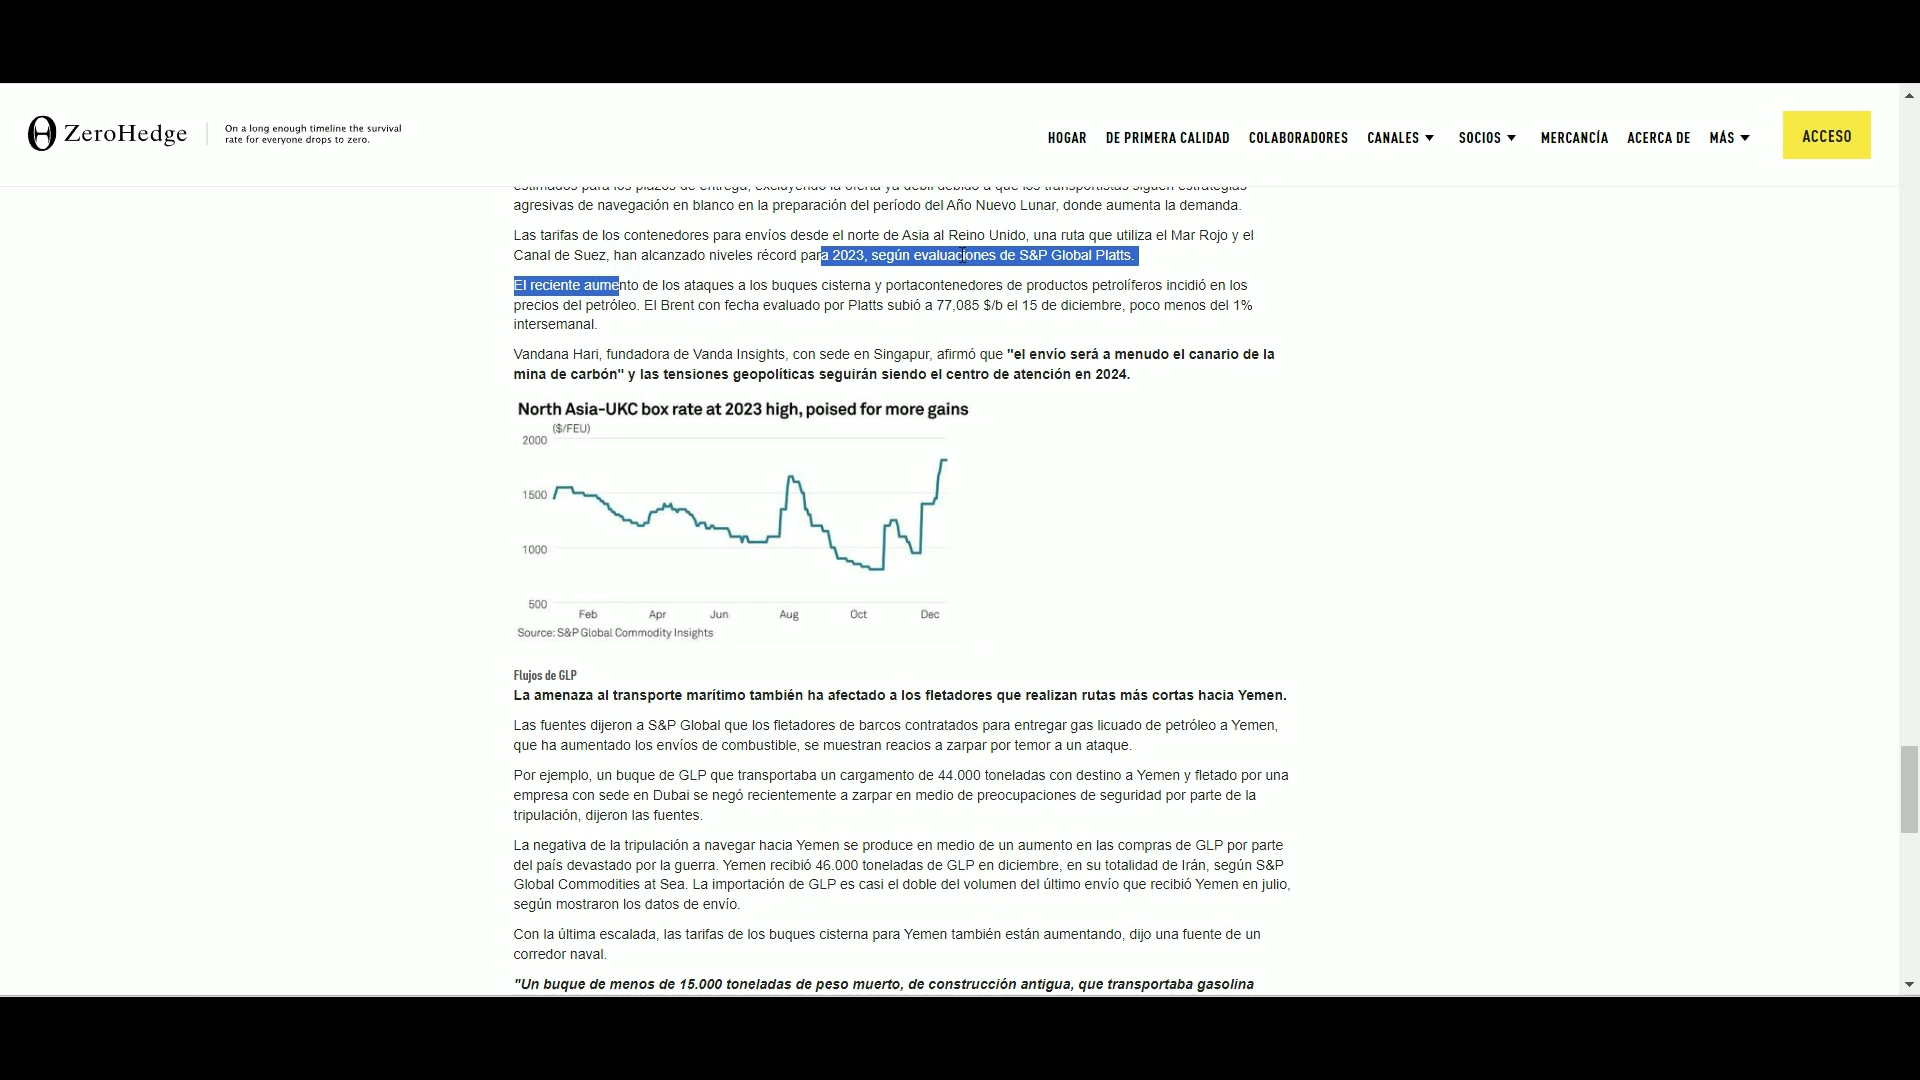 ZeroHedge
On a long enough timeline the survival
rate for everyone drops to zero.
HOGAR DE PRIMERA CALIDAD COLABORADORES CANALES SOCIOS MERCANCÍA ACERCA DE MÁS ACCESO
estimados para los plazos de entrega, excluyendo la oferta ya débil debido a que los transportistas siguen estrategias
agresivas de navegación en blanco en la preparación del período del Año Nuevo Lunar, donde aumenta la demanda.
Las tarifas de los contenedores para envíos desde el norte de Asia al Reino Unido, una ruta que utiliza el Mar Rojo y el
Canal de Suez, han alcanzado niveles récord para 2023, según evaluaciones de S&P Global Platts.
El reciente aumento de los ataques a los buques cisterna y portacontenedores de productos petrolíferos incidió en los
precios del petróleo. El Brent con fecha evaluado por Platts subió a 77,085 $/b el 15 de diciembre, poco menos del 1%
intersemanal.
Vandana Hari, fundadora de Vanda Insights, con sede en Singapur, afirmó que "el envío será a menudo el canario de la
mina de carbón" y las tensiones geopolíticas seguirán siendo el centro de atención en 2024.
North Asia-UKC box rate at 2023 high, poised for more gains
($/FEU)
2000
1500
1000
500
Feb Apr Jun Aug Oct Dec
Source: S&P Global Commodity Insights
Flujos de GLP
La amenaza al transporte marítimo también ha afectado a los fletadores que realizan rutas más cortas hacia Yemen.
Las fuentes dijeron a S&P Global que los fletadores de barcos contratados para entregar gas licuado de petróleo a Yemen,
que ha aumentado los envíos de combustible, se muestran reacios a zarpar por temor a un ataque.
Por ejemplo, un buque de GLP que transportaba un cargamento de 44.000 toneladas con destino a Yemen y fletado por una
empresa con sede en Dubai se negó recientemente a zarpar en medio de preocupaciones de seguridad por parte de la
tripulación, dijeron las fuentes.
La negativa de la tripulación a navegar hacia Yemen se produce en medio de un aumento en las compras de GLP por parte
del país devastado por la guerra. Yemen recibió 46.000 toneladas de GLP en diciembre, en su totalidad de Irán, según S&P
Global Commodities at Sea. La importación de GLP es casi el doble del volumen del último envío que recibió Yemen en julio,
según mostraron los datos de envío.
Con la última escalada, las tarifas de los buques cisterna para Yemen también están aumentando, dijo una fuente de un
corredor naval.
"Un buque de menos de 15.000 toneladas de peso muerto, de construcción antigua, que transportaba gasolina